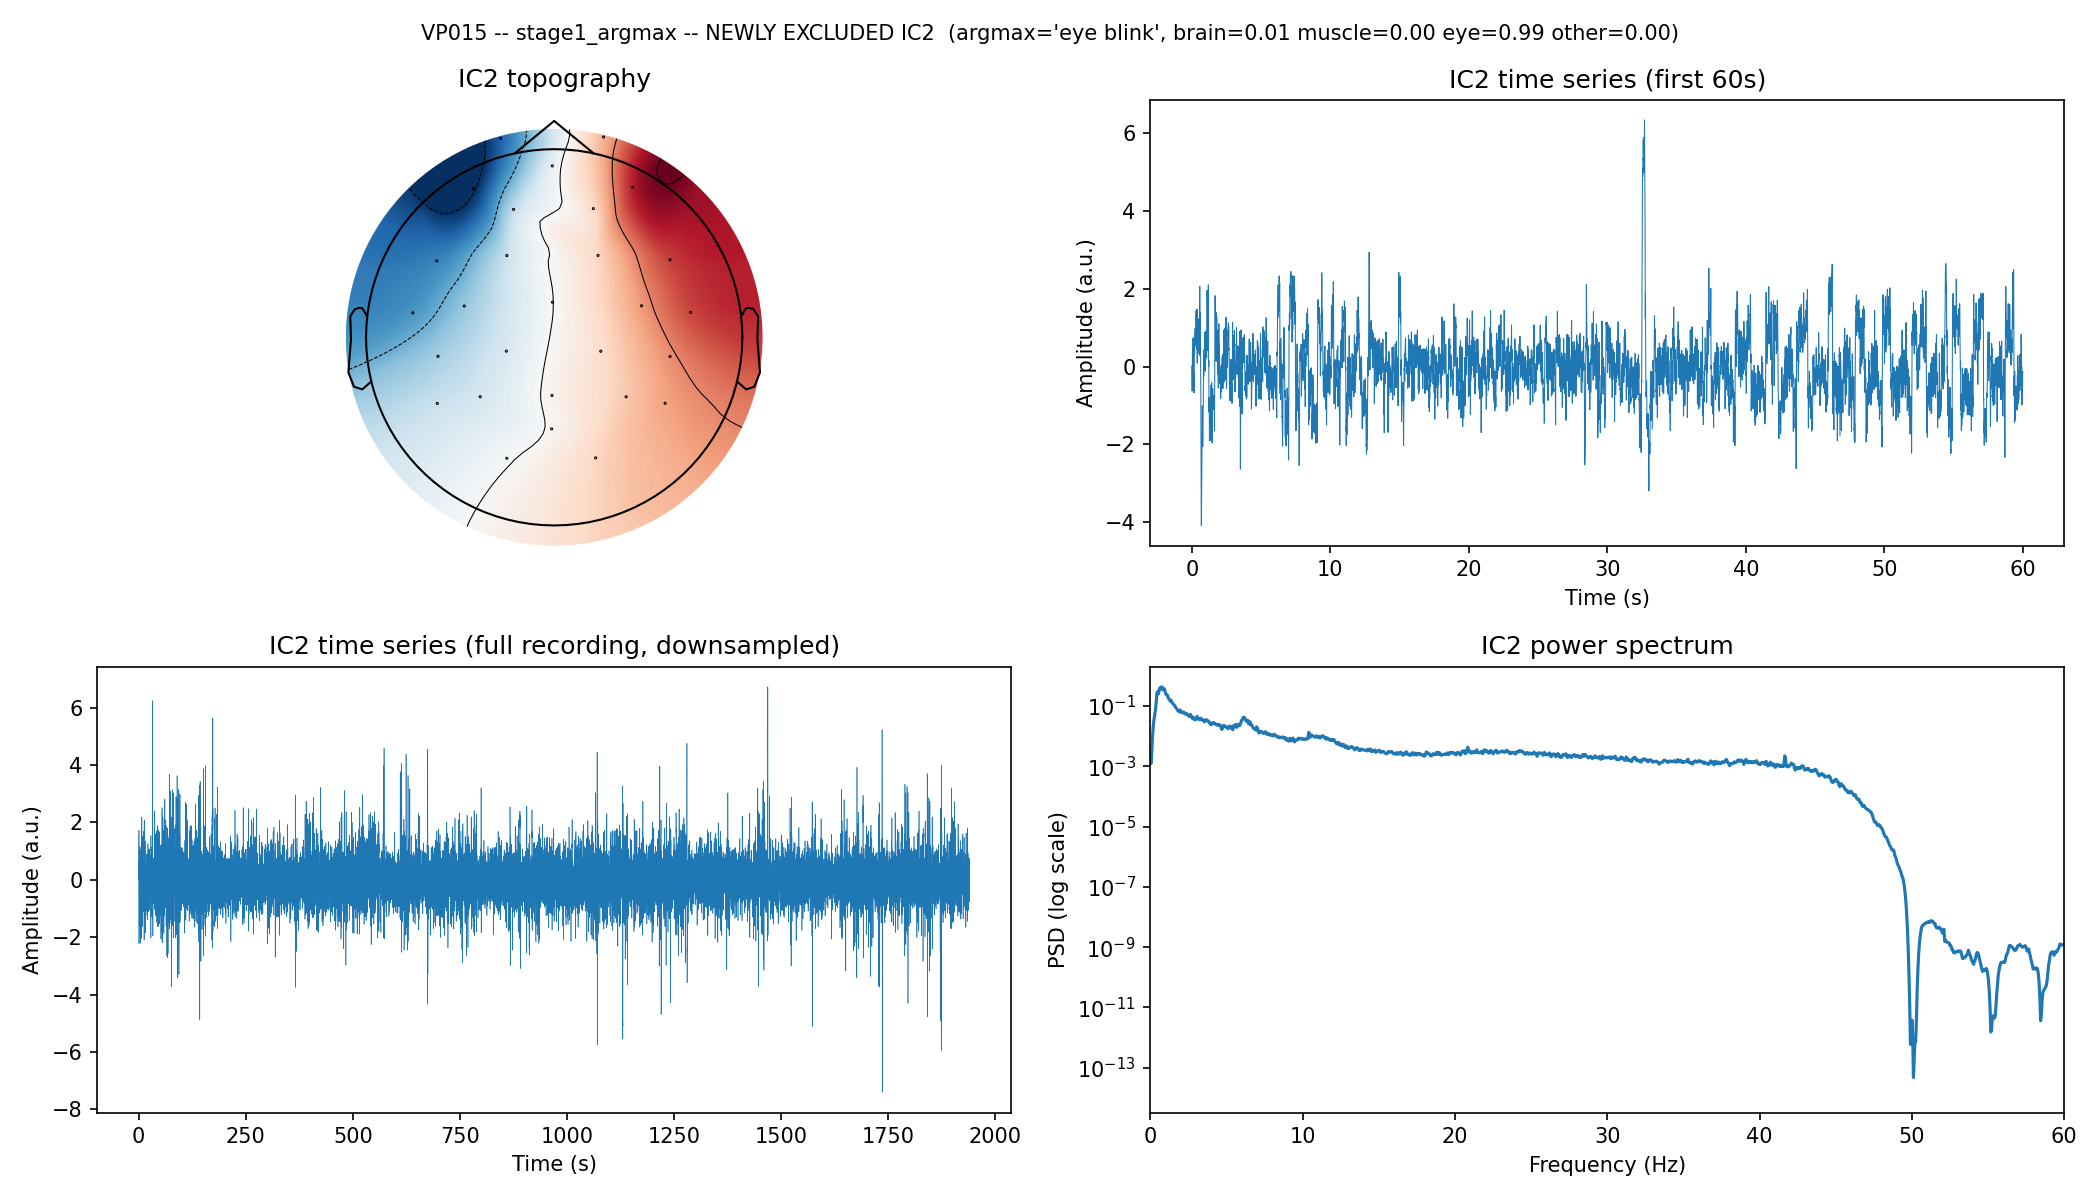 VP015 -- stage1_argmax -- NEWLY EXCLUDED IC2  (argmax='eye blink', brain=0.01 muscle=0.00 eye=0.99 other=0.00)
IC2 topography
IC2 time series (first 60s)
Amplitude (a.u.)
6
4
2
0
−2
−4
0 10 20 30 40 50 60
Time (s)
IC2 time series (full recording, downsampled)
Amplitude (a.u.)
6
4
2
0
−2
−4
−6
−8
0 250 500 750 1000 1250 1500 1750 2000
Time (s)
IC2 power spectrum
PSD (log scale)
10⁻¹
10⁻³
10⁻⁵
10⁻⁷
10⁻⁹
10⁻¹¹
10⁻¹³
0 10 20 30 40 50 60
Frequency (Hz)